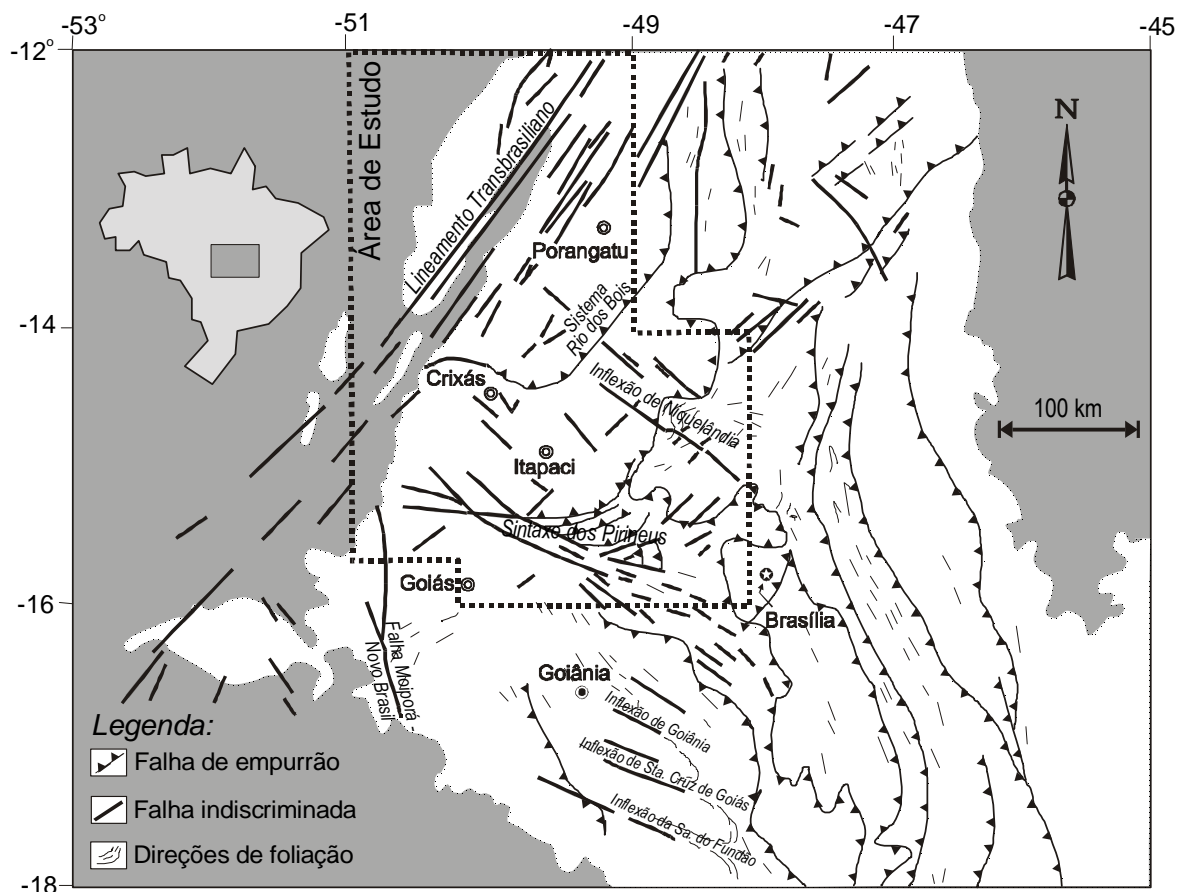 -53°
-51
-49
-47
-45
-12°
-14
-16
-18
Área de Estudo
Lineamento Transbrasiliano
N
Porangatu
Sistema
Rio dos Bois
100 km
Crixás
Inflexão de Niquelândia
Itapaci
Sintaxe dos Pirineus
Goiás
Brasília
Falha Moiporá -
Novo Brasil
Goiânia
Inflexão de Goiânia
Inflexão de Sta. Cruz de Goiás
Inflexão da Sa. do Fundão
Legenda:
Falha de empurrão
Falha indiscriminada
Direções de foliação